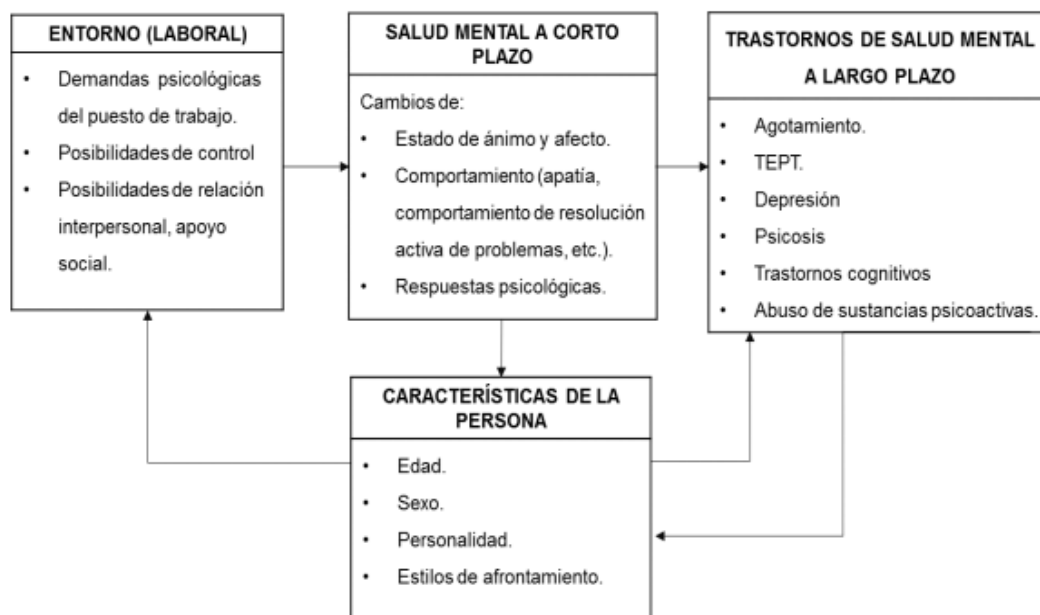 ENTORNO (LABORAL)
• Demandas psicológicas
del puesto de trabajo.
• Posibilidades de control
• Posibilidades de relación
interpersonal, apoyo
social.
SALUD MENTAL A CORTO
PLAZO
Cambios de:
• Estado de ánimo y afecto.
• Comportamiento (apatía,
comportamiento de resolución
activa de problemas, etc.).
• Respuestas psicológicas.
TRASTORNOS DE SALUD MENTAL
A LARGO PLAZO
• Agotamiento.
• TEPT.
• Depresión
• Psicosis
• Trastornos cognitivos
• Abuso de sustancias psicoactivas.
CARACTERÍSTICAS DE LA
PERSONA
• Edad.
• Sexo.
• Personalidad.
• Estilos de afrontamiento.